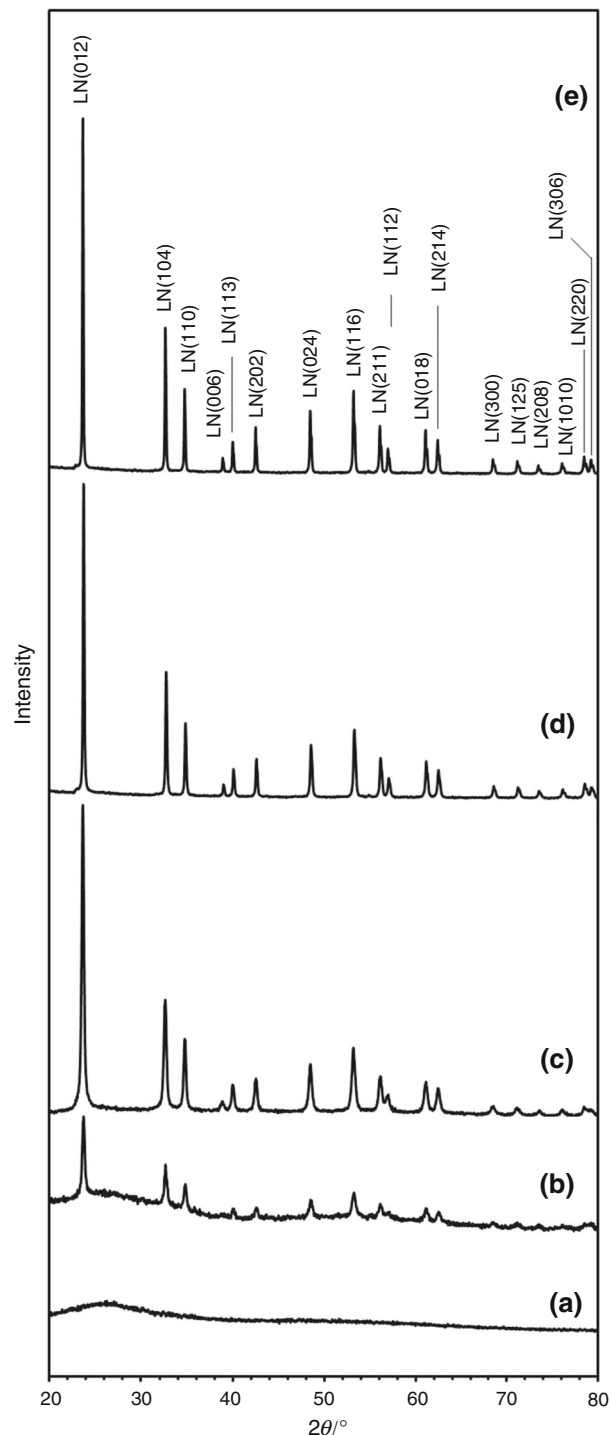 LN(012)
(e)
LN(306)
LN(112)
LN(214)
LN(104)
LN(113)
LN(220)
LN(110)
LN(116)
LN(006)
LN(202)
LN(024)
LN(211)
LN(018)
LN(300)
LN(125)
LN(208)
LN(1010)
Intensity
(d)
(c)
(b)
(a)
20 30 40 50 60 70 80
2θ/°